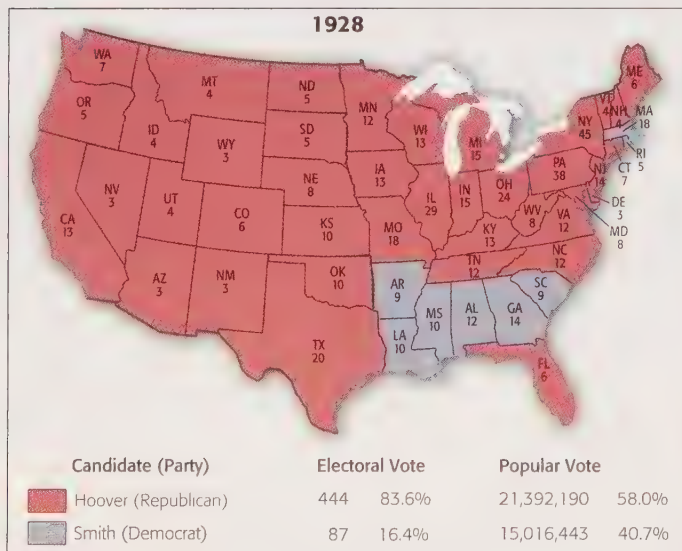 1928
WA
7
MT
4
ND
5
MN
12
ME
6
VT
4
NH
4
MA
18
OR
5
ID
4
WY
3
SD
5
WI
13
MI
15
NY
45
RI
5
CT
7
NV
3
UT
4
CO
6
NE
8
IA
13
IL
29
IN
15
OH
24
PA
38
NJ
14
DE
3
MD
8
CA
13
KS
10
MO
18
KY
13
WV
8
VA
12
AZ
3
NM
3
OK
10
AR
9
TN
12
NC
12
SC
9
TX
20
LA
10
MS
10
AL
12
GA
14
FL
6
Candidate (Party) Electoral Vote Popular Vote
Hoover (Republican) 444 83.6% 21,392,190 58.0%
Smith (Democrat) 87 16.4% 15,016,443 40.7%